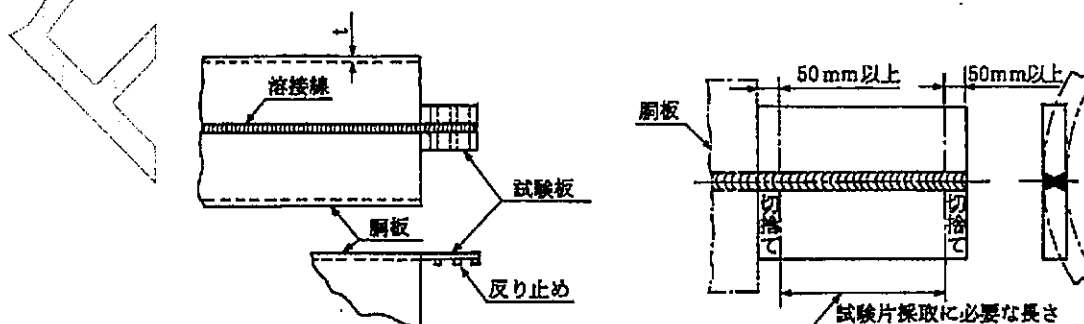 t
溶接線
試験板
胴板
反り止め
50mm以上
50mm以上
胴板
切捨て
切捨て
試験片採取に必要な長さ